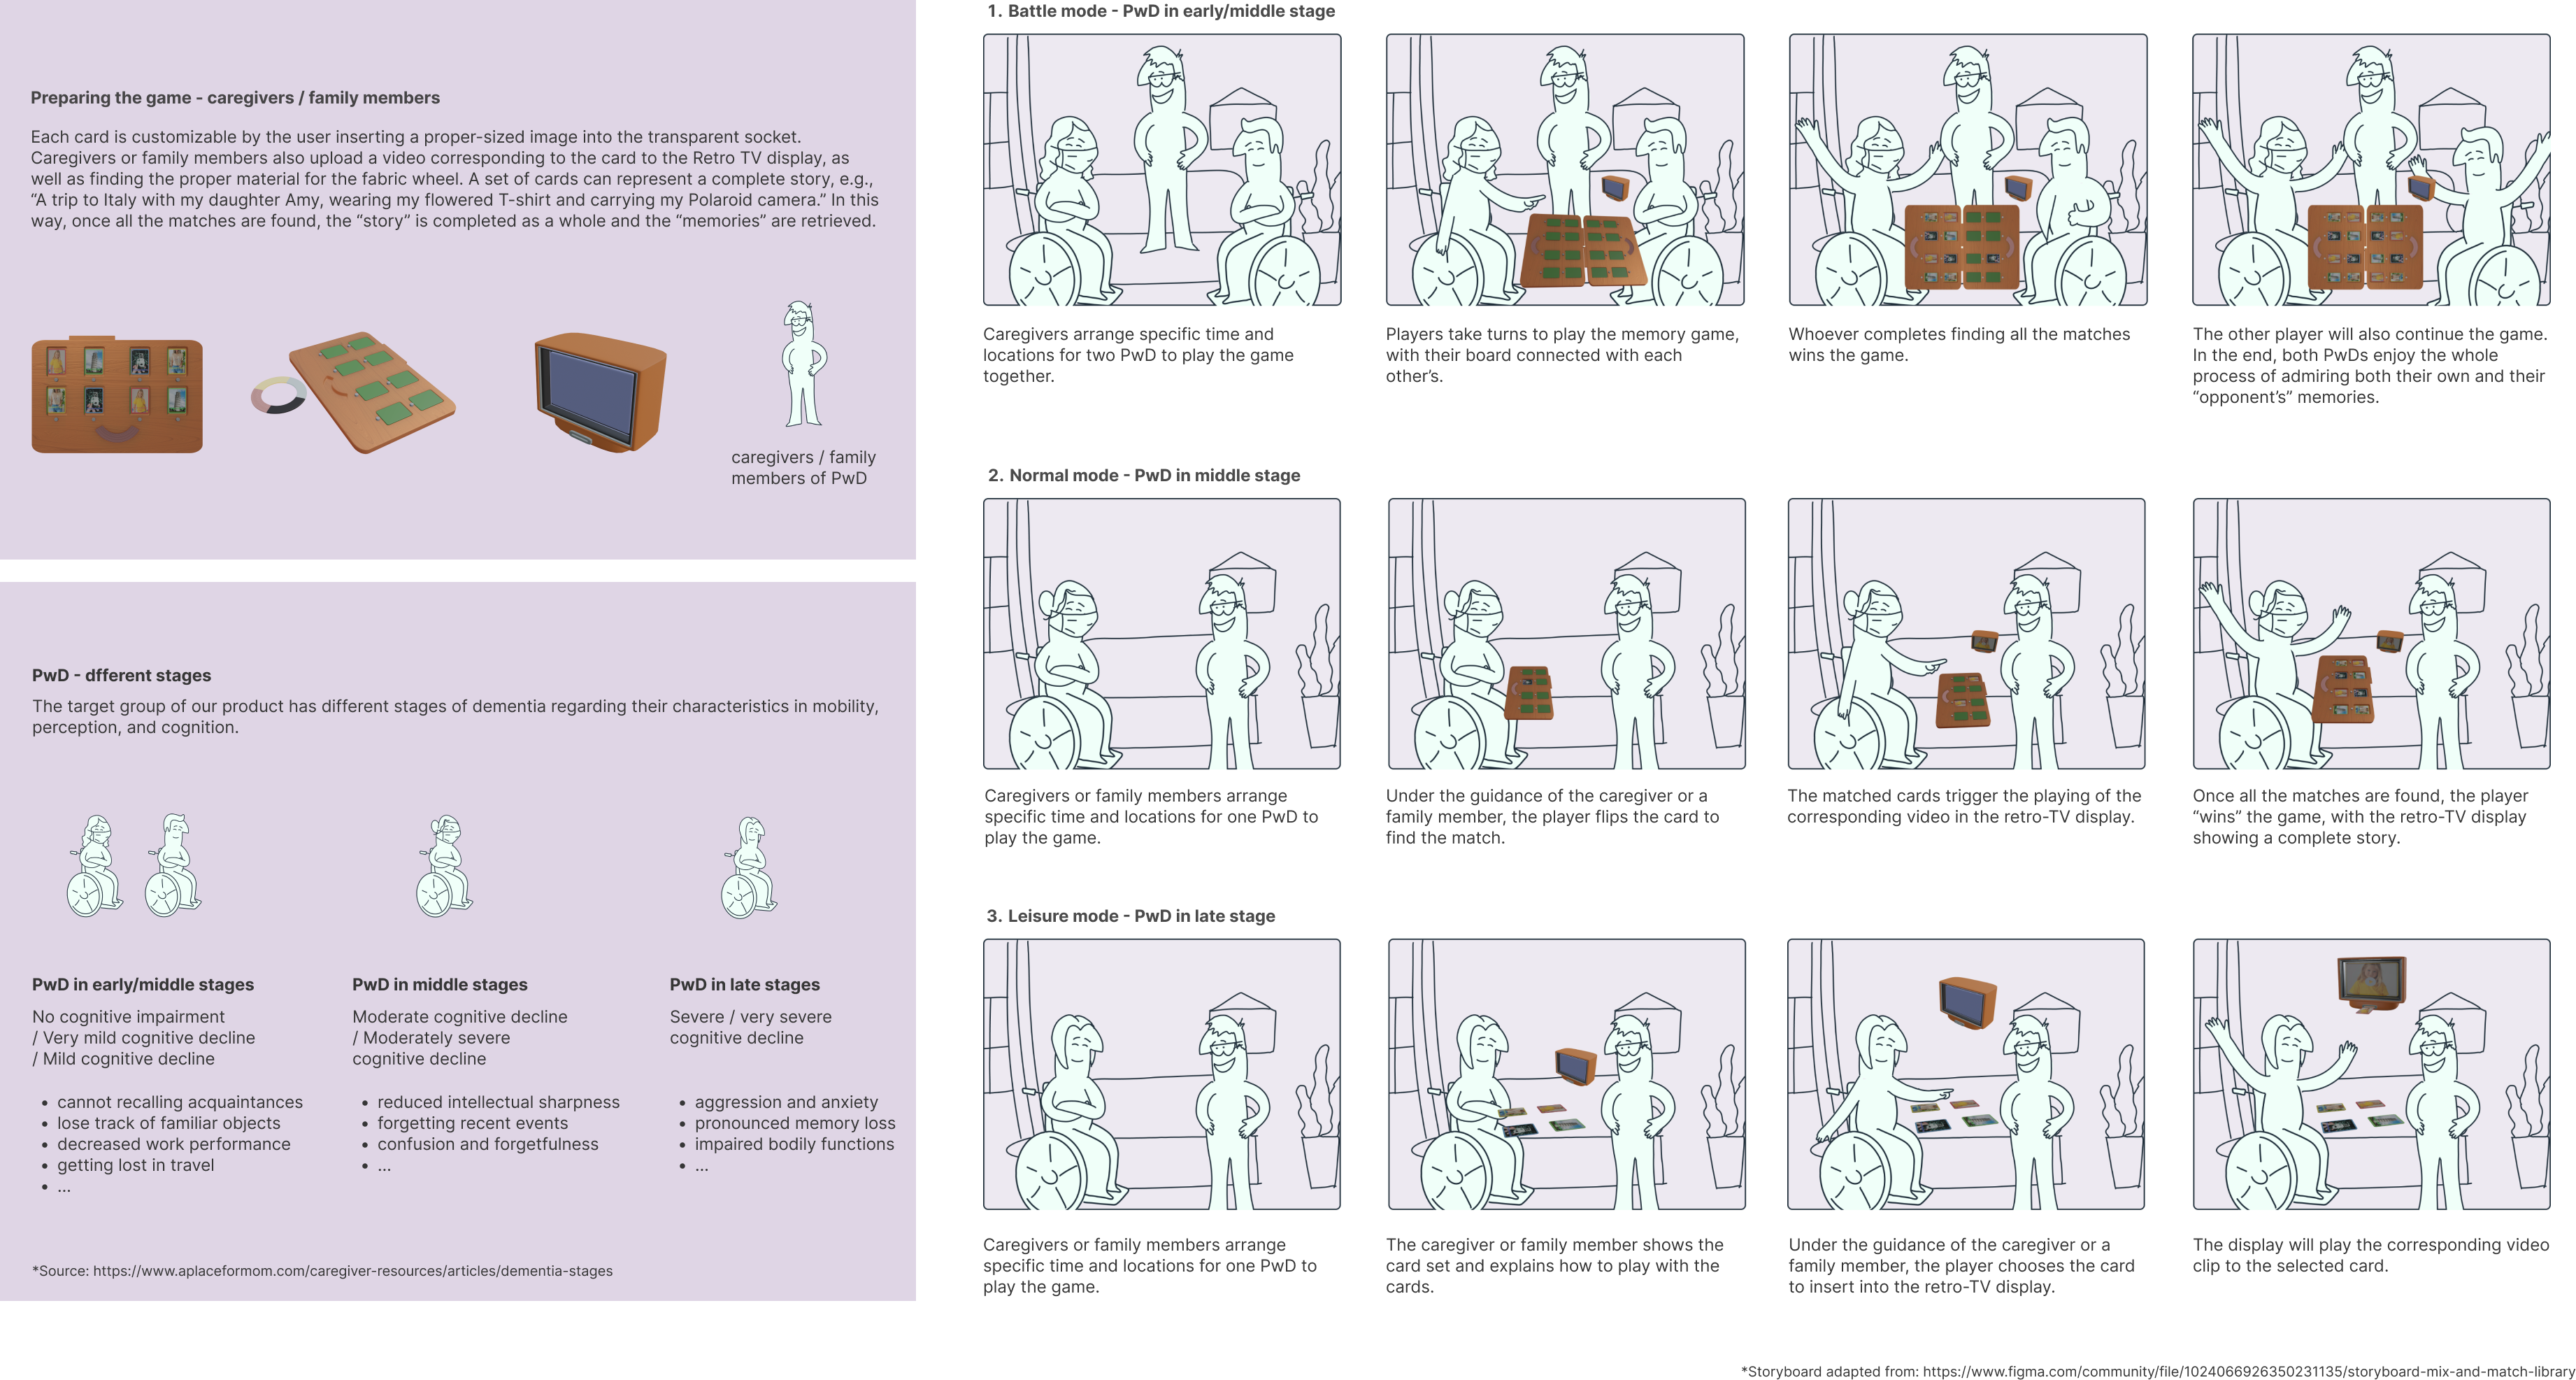 Preparing the game - caregivers / family members
Each card is customizable by the user inserting a proper-sized image into the transparent socket.
Caregivers or family members also upload a video corresponding to the card to the Retro TV display, as
well as finding the proper material for the fabric wheel. A set of cards can represent a complete story, e.g.,
“A trip to Italy with my daughter Amy, wearing my flowered T-shirt and carrying my Polaroid camera.” In this
way, once all the matches are found, the “story” is completed as a whole and the “memories” are retrieved.
caregivers / family
members of PwD
PwD - dfferent stages
The target group of our product has different stages of dementia regarding their characteristics in mobility,
perception, and cognition.
PwD in early/middle stages
No cognitive impairment
/ Very mild cognitive decline
/ Mild cognitive decline
• cannot recalling acquaintances
• lose track of familiar objects
• decreased work performance
• getting lost in travel
• ...
PwD in middle stages
Moderate cognitive decline
/ Moderately severe
cognitive decline
• reduced intellectual sharpness
• forgetting recent events
• confusion and forgetfulness
• ...
PwD in late stages
Severe / very severe
cognitive decline
• aggression and anxiety
• pronounced memory loss
• impaired bodily functions
• ...
*Source: https://www.aplaceformom.com/caregiver-resources/articles/dementia-stages
1. Battle mode - PwD in early/middle stage
Caregivers arrange specific time and
locations for two PwD to play the game
together.
Players take turns to play the memory game,
with their board connected with each
other’s.
Whoever completes finding all the matches
wins the game.
The other player will also continue the game.
In the end, both PwDs enjoy the whole
process of admiring both their own and their
“opponent’s” memories.
2. Normal mode - PwD in middle stage
Caregivers or family members arrange
specific time and locations for one PwD to
play the game.
Under the guidance of the caregiver or a
family member, the player flips the card to
find the match.
The matched cards trigger the playing of the
corresponding video in the retro-TV display.
Once all the matches are found, the player
“wins” the game, with the retro-TV display
showing a complete story.
3. Leisure mode - PwD in late stage
Caregivers or family members arrange
specific time and locations for one PwD to
play the game.
The caregiver or family member shows the
card set and explains how to play with the
cards.
Under the guidance of the caregiver or a
family member, the player chooses the card
to insert into the retro-TV display.
The display will play the corresponding video
clip to the selected card.
*Storyboard adapted from: https://www.figma.com/community/file/1024066926350231135/storyboard-mix-and-match-library